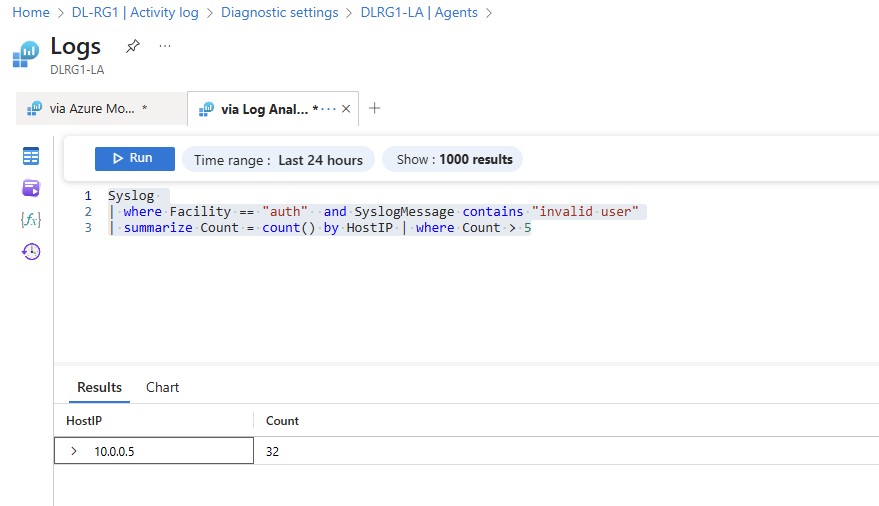 Home > DL-RG1 | Activity log > Diagnostic settings > DLRG1-LA | Agents >
Logs ...
DLRG1-LA
via Azure Mo... * via Log Anal... * ... × +
Run Time range : Last 24 hours Show : 1000 results
1 Syslog
2 | where Facility == "auth" and SyslogMessage contains "invalid user"
3 | summarize Count = count() by HostIP | where Count > 5
{fx}
Results Chart
HostIP Count
> 10.0.0.5 32